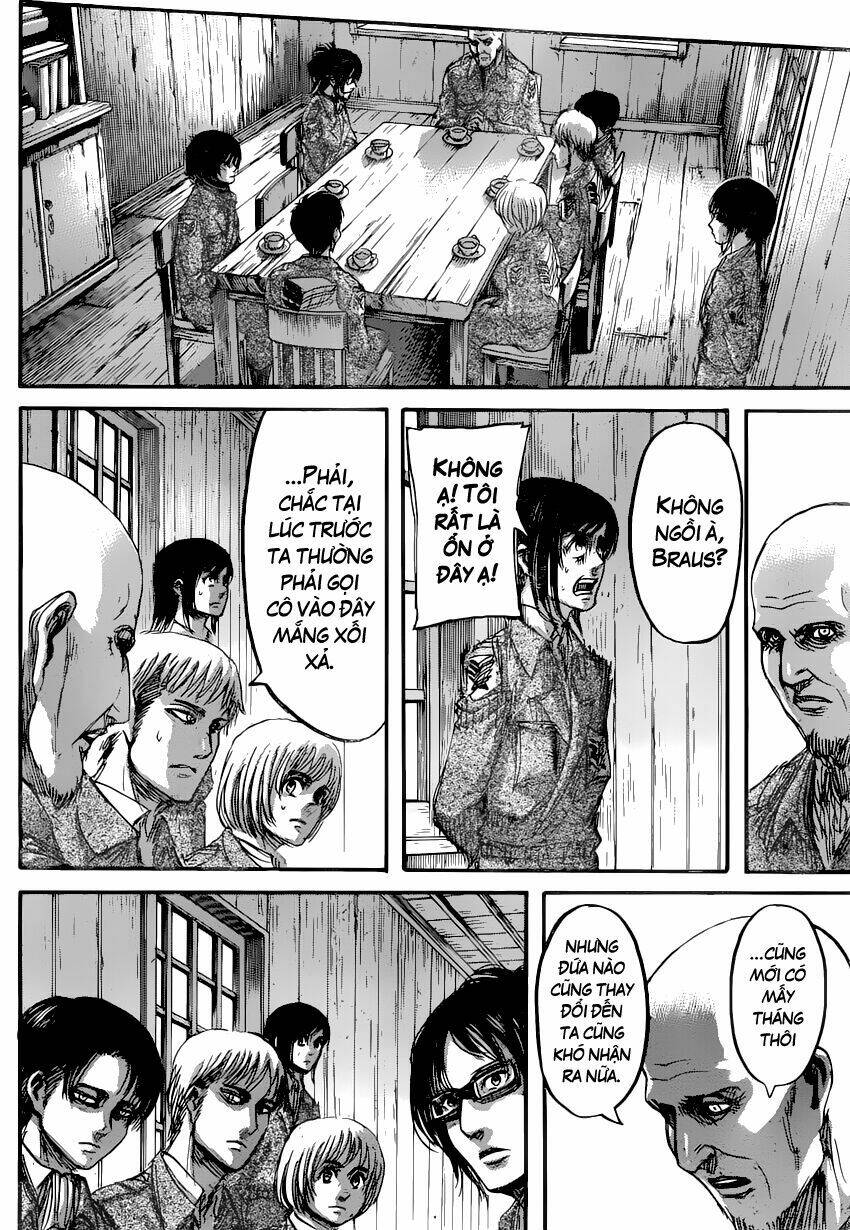 KHÔNG
NGỒI À,
BRAUS?
KHÔNG
Ạ! TÔI
RẤT LÀ
ỔN Ở
ĐÂY Ạ!
...PHẢI,
CHẮC TẠI
LÚC TRƯỚC
TA THƯỜNG
PHẢI GỌI
CÔ VÀO ĐÂY
MẮNG XỐI
XẢ.
...CŨNG
MỚI CÓ
MẤY
THÁNG
THÔI
NHƯNG
ĐỨA NÀO
CŨNG THAY
ĐỔI ĐẾN
TA CŨNG
KHÓ NHẬN
RA NỮA.